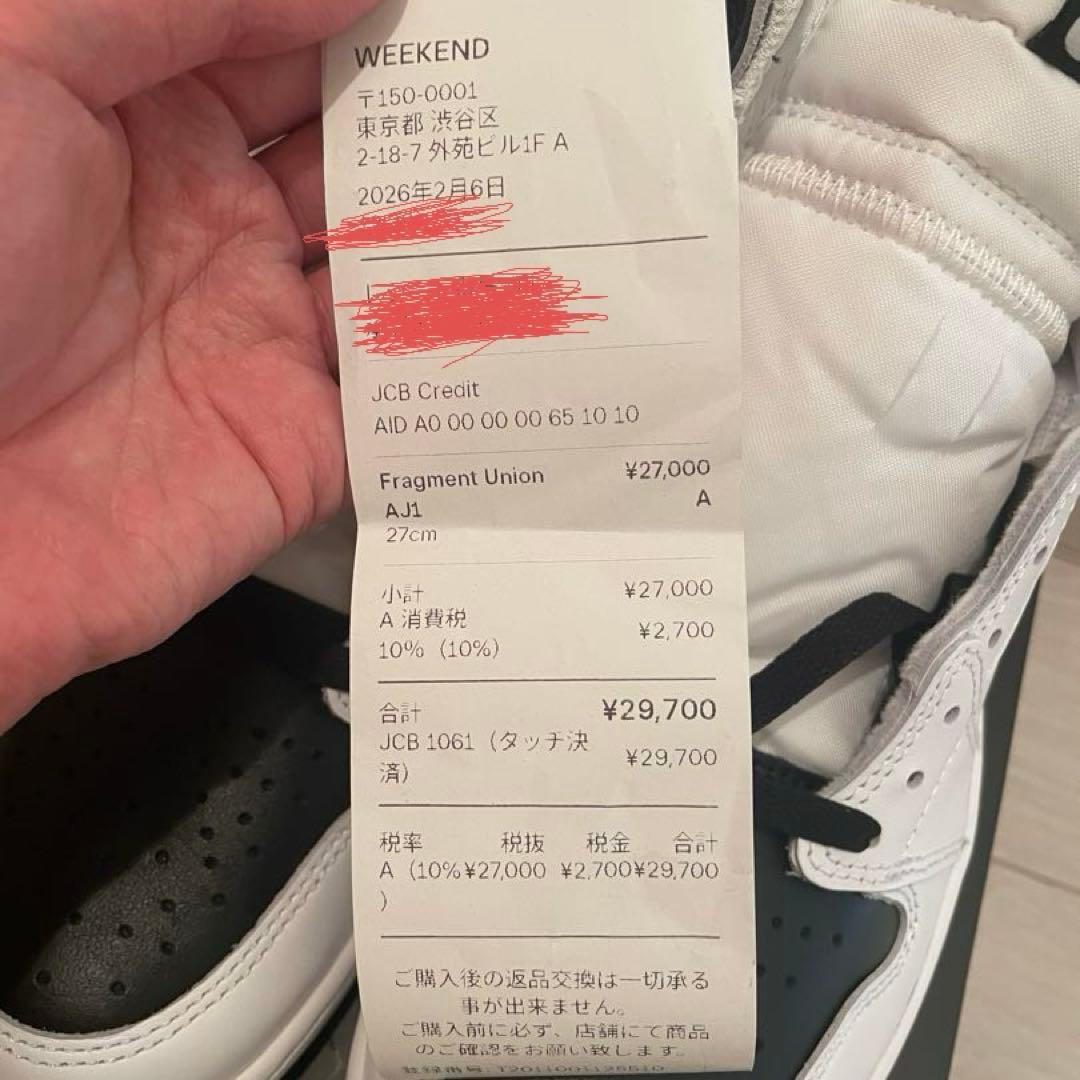 WEEKEND
〒150-0001
東京都 渋谷区
2-18-7 外苑ビル1F A
2026年2月6日
JCB Credit
AID A0 00 00 00 65 10 10
Fragment Union ¥27,000
AJ1 A
27cm
小計 ¥27,000
A 消費税
10% (10%) ¥2,700
合計 ¥29,700
JCB 1061(タッチ決
済) ¥29,700
税率 税抜 税金 合計
A (10%¥27,000 ¥2,700¥29,700
)
ご購入後の返品交換は一切承る
事が出来ません。
ご購入前に必ず、店舗にて商品
のご確認をお願い致します。
登録番号: